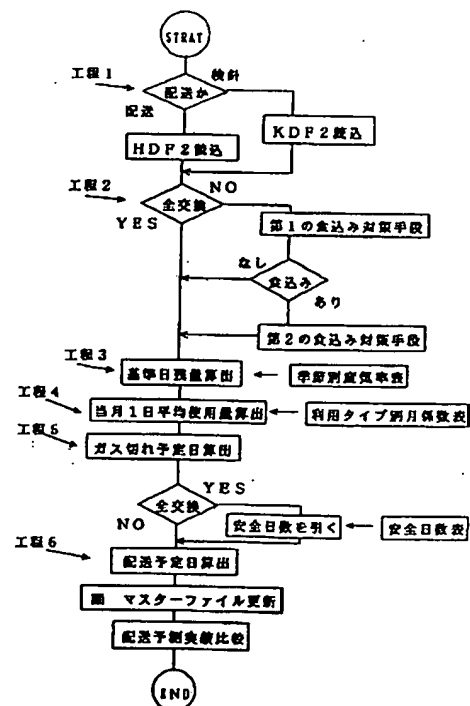 STRAT
工程1
検針
配送か
配送
KDF2読込
HDF2読込
工程2
NO
全交換
YES
第1の食込み対策手段
なし
食込み
あり
第2の食込み対策手段
工程3
基準日残量算出
季節別産気率表
工程4
当月1日平均使用量算出
利用タイプ別月係数表
工程5
ガス切れ予定日算出
YES
全交換
NO
安全日数を引く
安全日数表
工程6
配送予定日算出
マスターファイル更新
配送予測実績比較
END